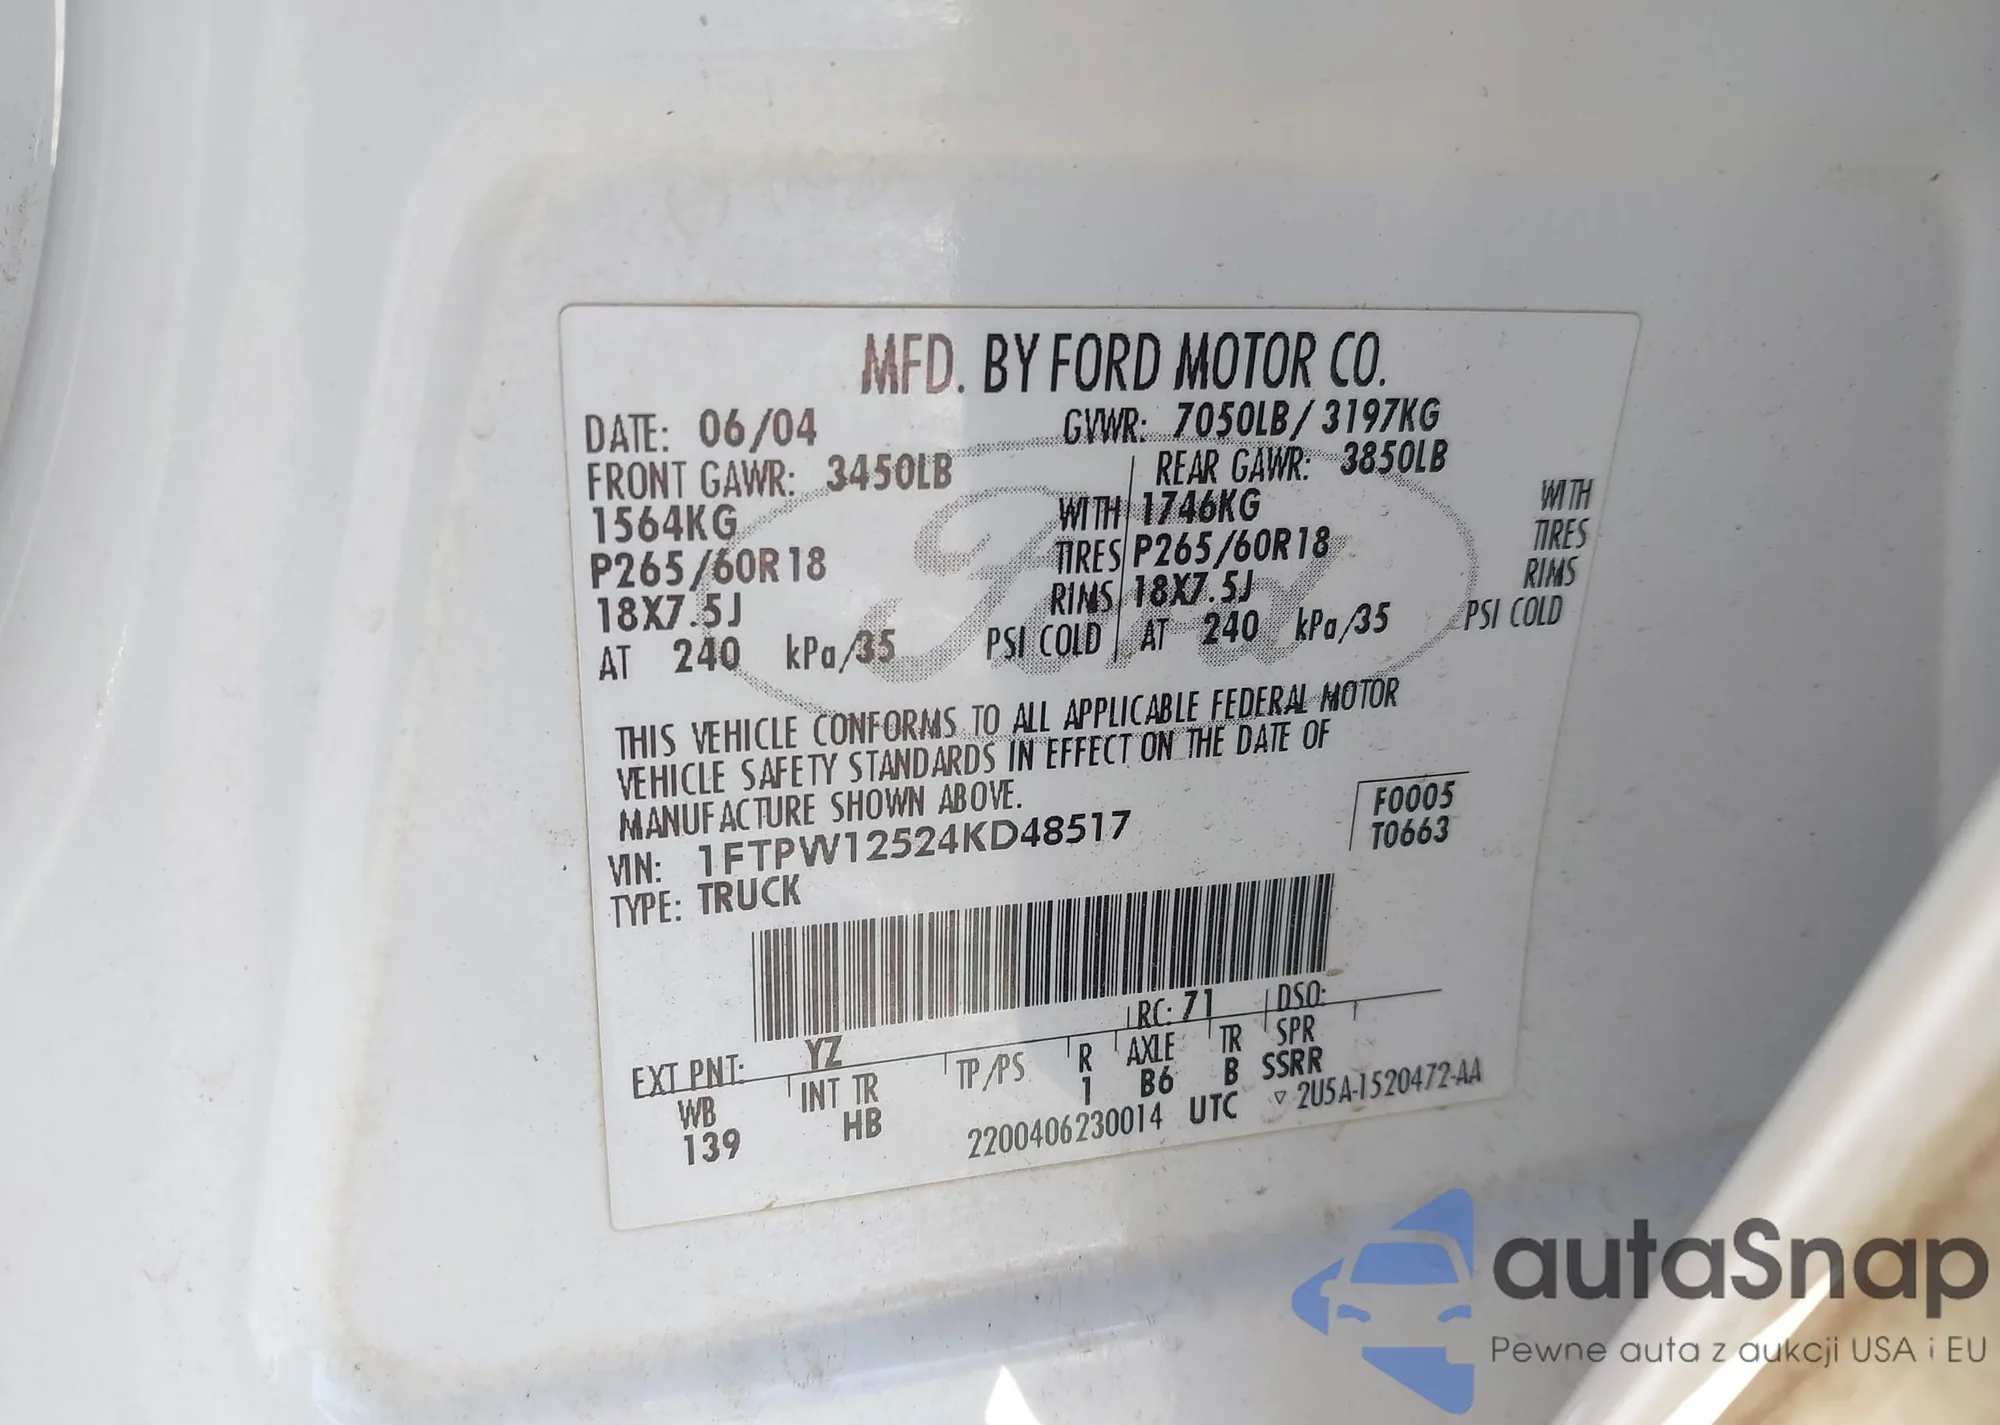 MFD. BY FORD MOTOR CO.
DATE: 06/04 GVWR: 7050LB/3197KG
FRONT GAWR: 3450LB REAR GAWR: 3850LB
1564KG WITH 1746KG WITH
P265/60R18 TIRES P265/60R18 TIRES
18X7.5J RIMS 18X7.5J RIMS
AT 240 kPa/35 PSI COLD AT 240 kPa/35 PSI COLD
Ford
THIS VEHICLE CONFORMS TO ALL APPLICABLE FEDERAL MOTOR
VEHICLE SAFETY STANDARDS IN EFFECT ON THE DATE OF
MANUFACTURE SHOWN ABOVE.
VIN: 1FTPW12524KD48517 F0005
TYPE: TRUCK T0663
EXT PNT: YZ RC: 71 DSO:
WB INT TR TP/PS R AXLE TR SPR
139 HB 1 B6 B SSRR
2200406230014 UTC ▽ 2U5A-1520472-AA
autaSnap
Pewne auta z aukcji USA i EU